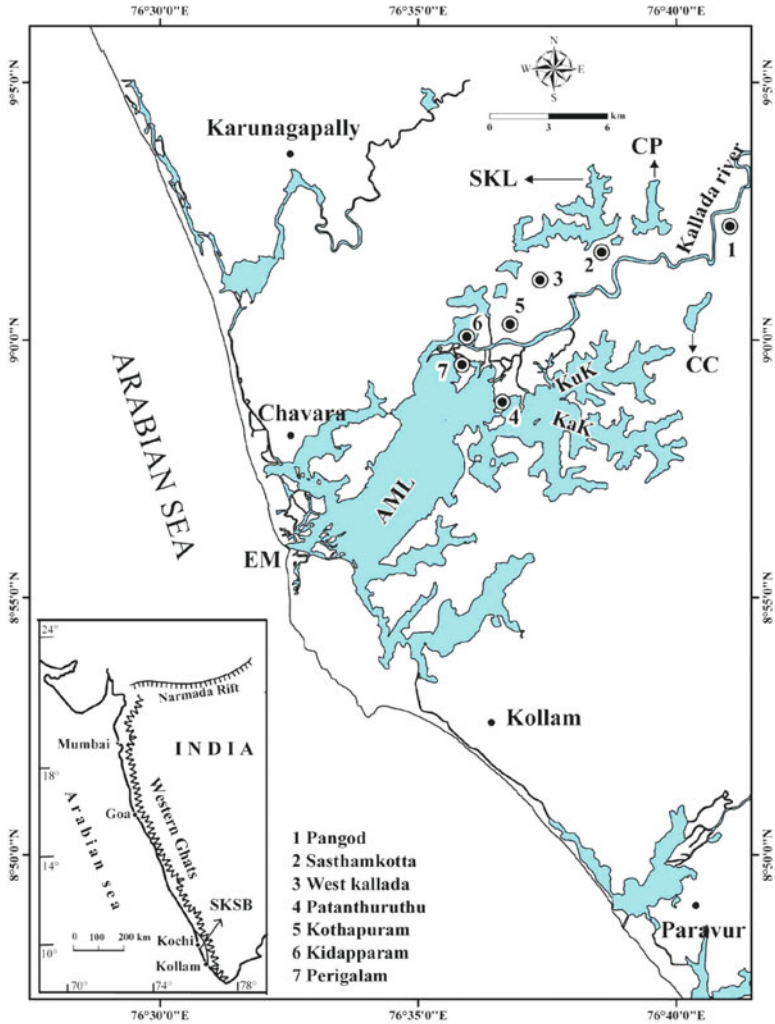 76°30'0"E 76°35'0"E 76°40'0"E
9°5'0"N
9°5'0"N
N
W E
S
0 3 6 km
Karunagapally
CP
SKL
Kallada river
1
2
3
5
6
9°0'0"N
9°0'0"N
7
KuK
CC
4
KaK
ARABIAN SEA
Chavara
AML
EM
8°55'0"N
8°55'0"N
Kollam
8°50'0"N
8°50'0"N
Paravur
24°
Narmada Rift
Mumbai
INDIA
18°
Arabian sea
Goa
Western Ghats
14°
SKSB
0 100 200 km
Kochi
10°
Kollam
70° 74° 78°
1 Pangod
2 Sasthamkotta
3 West kallada
4 Patanthuruthu
5 Kothapuram
6 Kidapparam
7 Perigalam
76°30'0"E 76°35'0"E 76°40'0"E